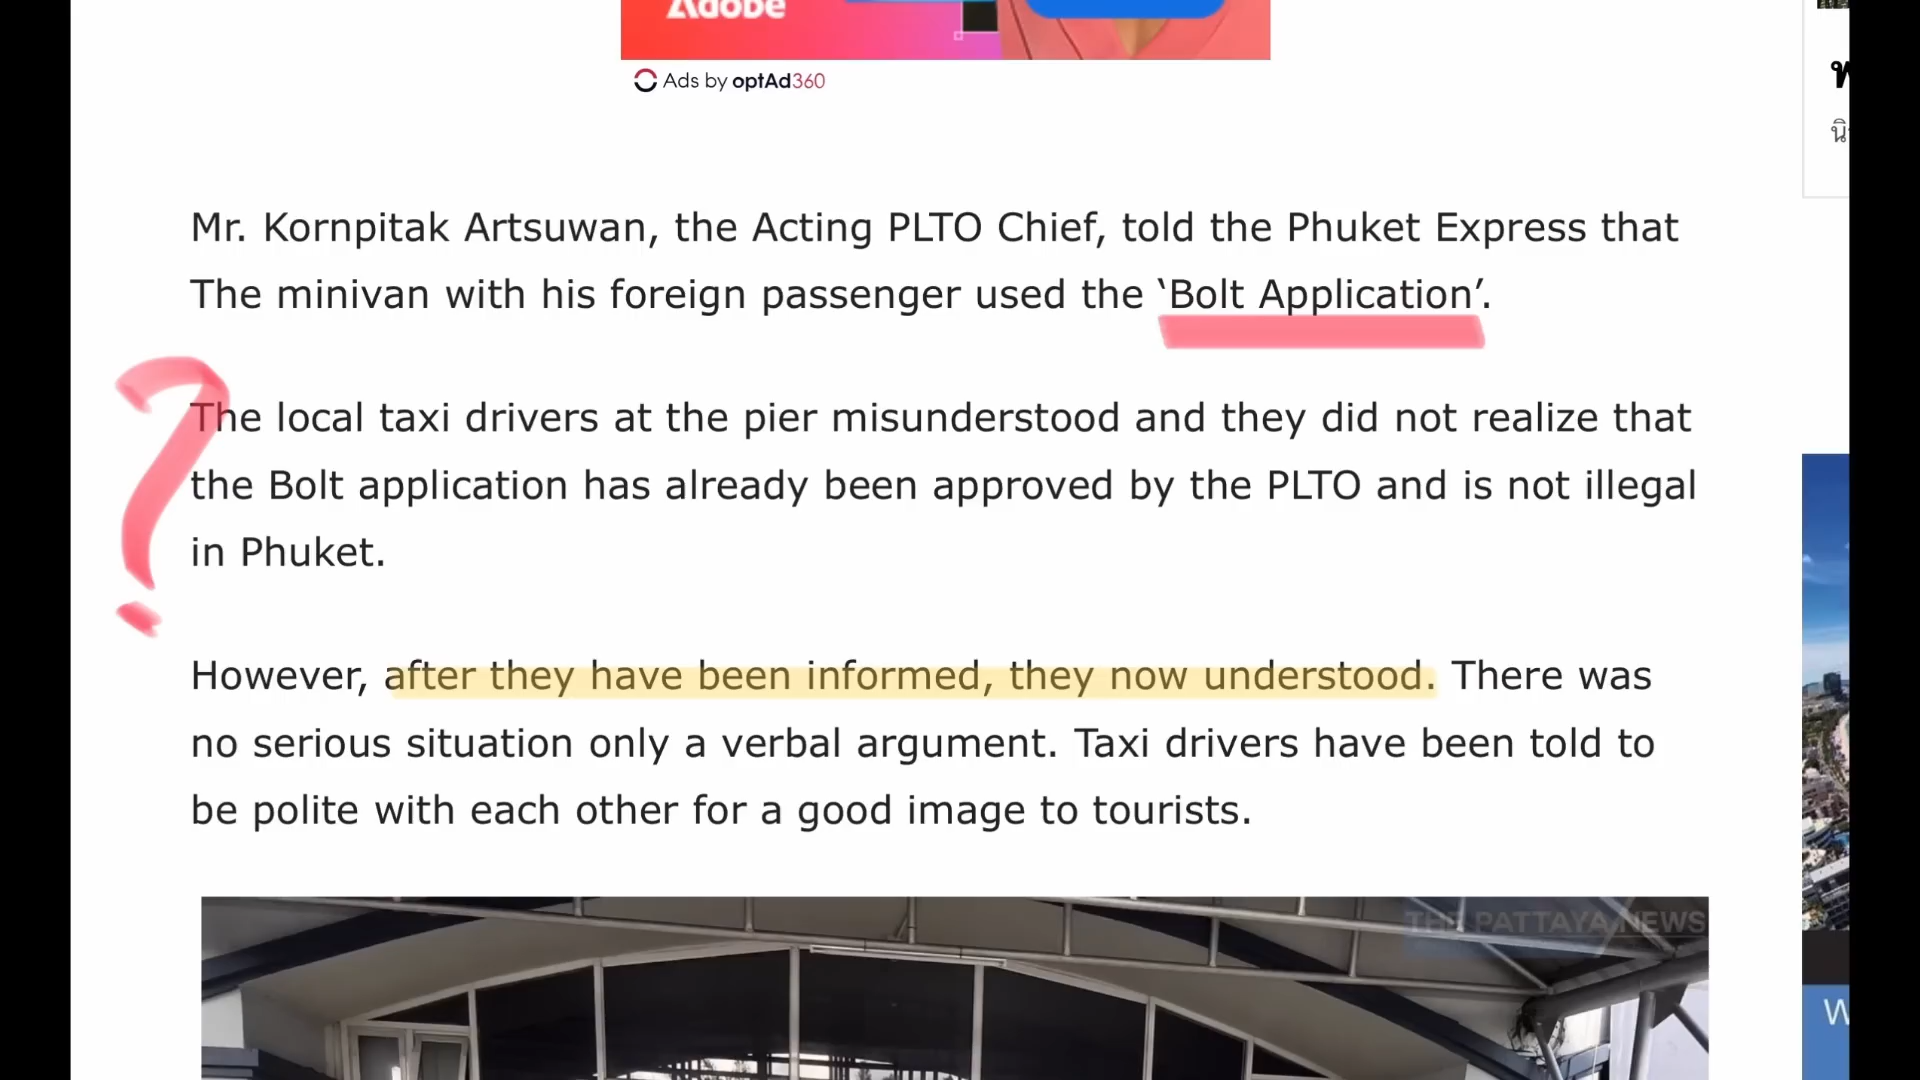 Adobe
Ads by optAd360
Mr. Kornpitak Artsuwan, the Acting PLTO Chief, told the Phuket Express that
The minivan with his foreign passenger used the ‘Bolt Application’.
?
The local taxi drivers at the pier misunderstood and they did not realize that
the Bolt application has already been approved by the PLTO and is not illegal
in Phuket.
However, after they have been informed, they now understood. There was
no serious situation only a verbal argument. Taxi drivers have been told to
be polite with each other for a good image to tourists.
THE PATTAYA NEWS